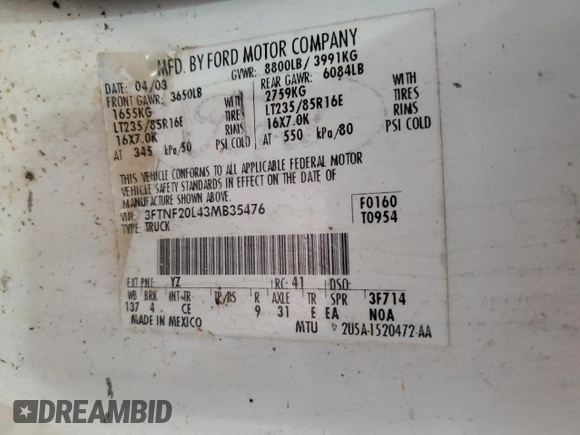 MFD. BY FORD MOTOR COMPANY
DATE: 04/03 GVWR: 8800LB/ 3991KG
FRONT GAWR: 3650LB REAR GAWR: 6084LB
1655KG WITH 2759KG WITH
LT235/85R16E TIRES LT235/85R16E TIRES
16X7.0K RIMS 16X7.0K RIMS
AT 345 kPa/50 PSI COLD AT 550 kPa/80 PSI COLD
THIS VEHICLE CONFORMS TO ALL APPLICABLE FEDERAL MOTOR
VEHICLE SAFETY STANDARDS IN EFFECT ON THE DATE OF
MANUFACTURE SHOWN ABOVE.
VIN: 3FTNF20L43MB35476 F0160
TYPE: TRUCK T0954
EXT PNT: YZ RC: 41 DSO:
WB BRK INT TR TP/PS R AXLE TR SPR 3F714
137 4 CE 9 31 E EA NOA
MADE IN MEXICO MTU 2U5A-1520472-AA
DREAMBID